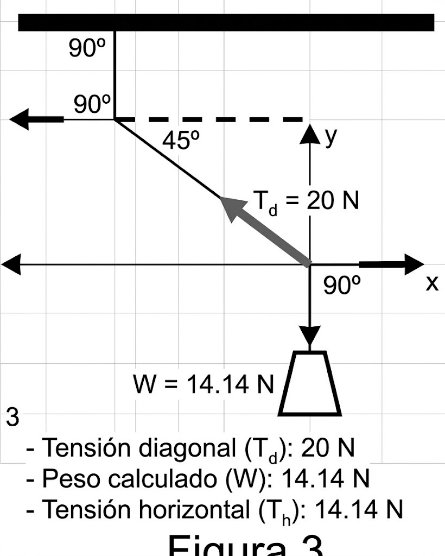 90º
90º
45º
y
T_d = 20 N
90º
x
W = 14.14 N
3
- Tensión diagonal (T_d): 20 N
- Peso calculado (W): 14.14 N
- Tensión horizontal (T_h): 14.14 N
Figura 3